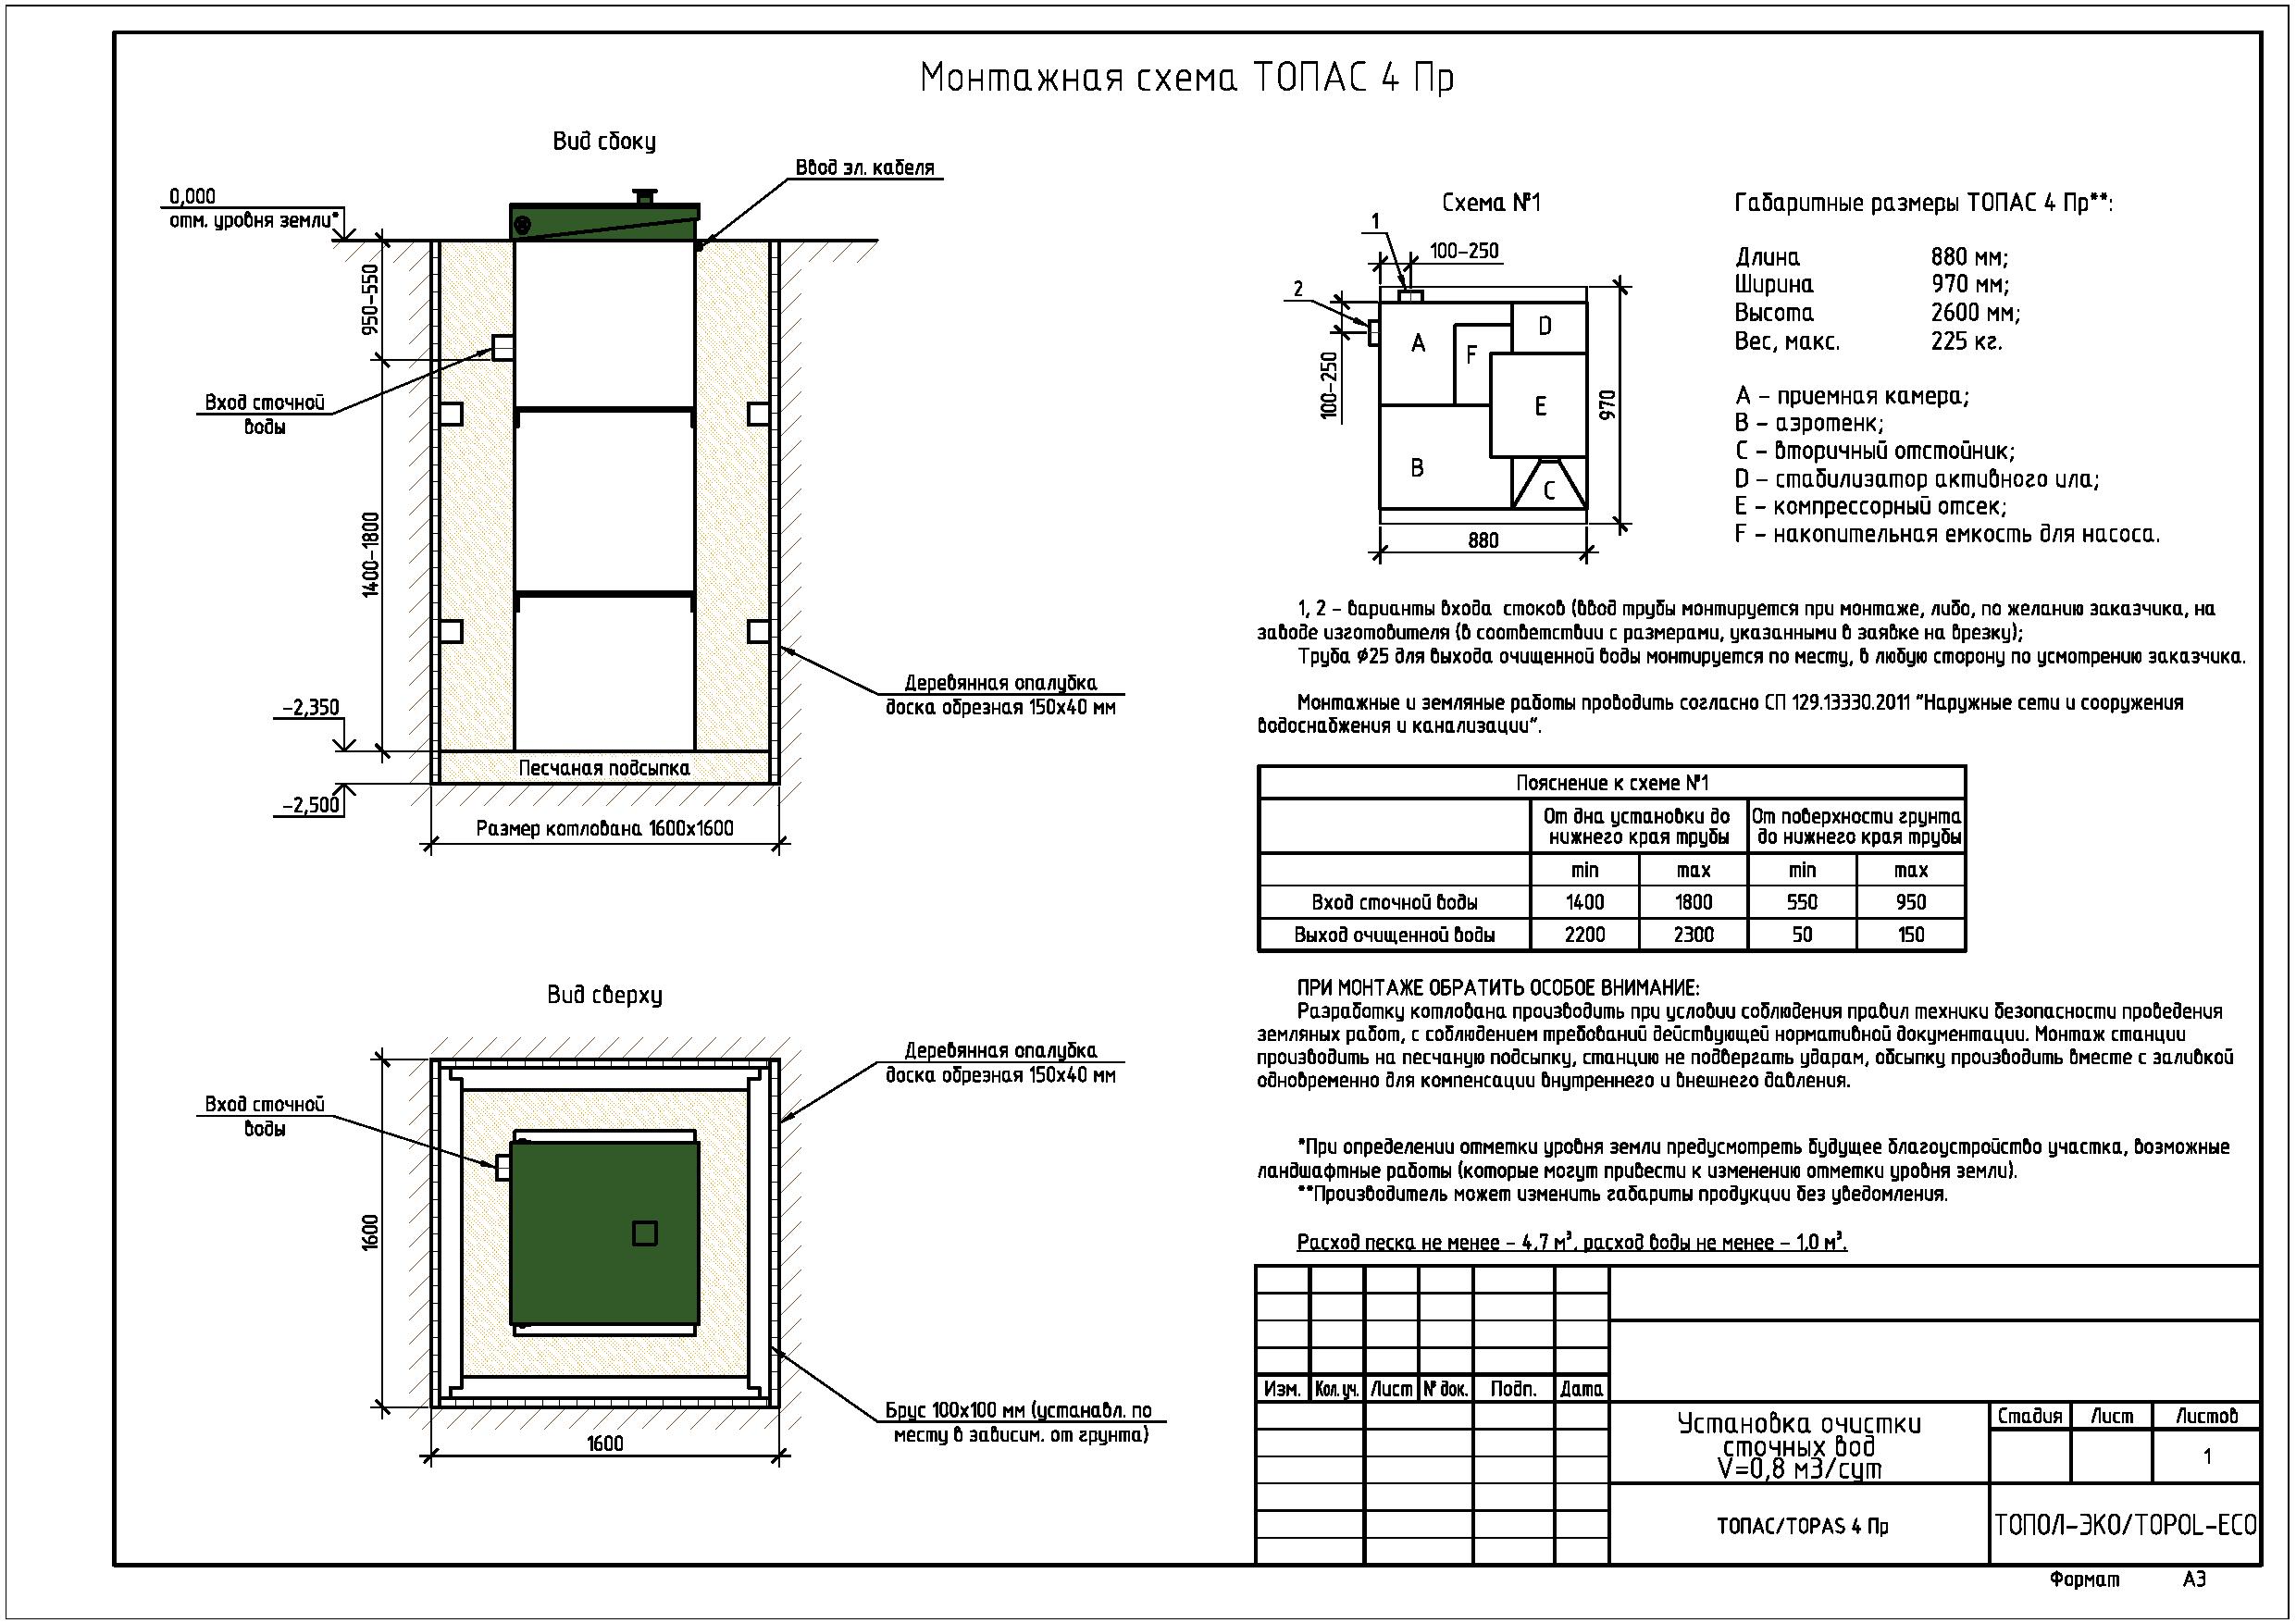 Монтажная схема ТОПАС 4 Пр
Вид сбоку
Ввод эл. кабеля
0,000
отм. уровня земли*
950-550
Вход сточной
воды
1400-1800
Деревянная опалубка
доска обрезная 150х40 мм
-2,350
Песчаная подсыпка
-2,500
Размер котлована 1600х1600
Вид сверху
Деревянная опалубка
доска обрезная 150х40 мм
Вход сточной
воды
1600
Брус 100х100 мм (устанавл. по
месту в зависим. от грунта)
1600
Схема №1
1
100-250
2
100-250
A
D
F
E
B
C
970
880
Габаритные размеры ТОПАС 4 Пр**:
Длина 880 мм;
Ширина 970 мм;
Высота 2600 мм;
Вес, макс. 225 кг.
A – приемная камера;
B – аэротенк;
C – вторичный отстойник;
D – стабилизатор активного ила;
E – компрессорный отсек;
F – накопительная емкость для насоса.
1, 2 – варианты входа стоков (ввод трубы монтируется при монтаже, либо, по желанию заказчика, на
заводе изготовителя (в соответствии с размерами, указанными в заявке на врезку);
Труба ⌀25 для выхода очищенной воды монтируется по месту, в любую сторону по усмотрению заказчика.
Монтажные и земляные работы проводить согласно СП 129.13330.2011 "Наружные сети и сооружения
водоснабжения и канализации".
Пояснение к схеме №1
От дна установки до нижнего края трубы
От поверхности грунта до нижнего края трубы
min max min max
Вход сточной воды 1400 1800 550 950
Выход очищенной воды 2200 2300 50 150
ПРИ МОНТАЖЕ ОБРАТИТЬ ОСОБОЕ ВНИМАНИЕ:
Разработку котлована производить при условии соблюдения правил техники безопасности проведения
земляных работ, с соблюдением требований действующей нормативной документации. Монтаж станции
производить на песчаную подсыпку, станцию не подвергать ударам, обсыпку производить вместе с заливкой
одновременно для компенсации внутреннего и внешнего давления.
*При определении отметки уровня земли предусмотреть будущее благоустройство участка, возможные
ландшафтные работы (которые могут привести к изменению отметки уровня земли).
**Производитель может изменить габариты продукции без уведомления.
Расход песка не менее – 4,7 м³, расход воды не менее – 1,0 м³.
Изм. Кол. уч. Лист № док. Подп. Дата
Установка очистки
сточных вод
V=0,8 м3/сут
Стадия Лист Листов
1
ТОПАС/TOPAS 4 Пр
ТОПОЛ-ЭКО/TOPOL-ECO
Формат А3